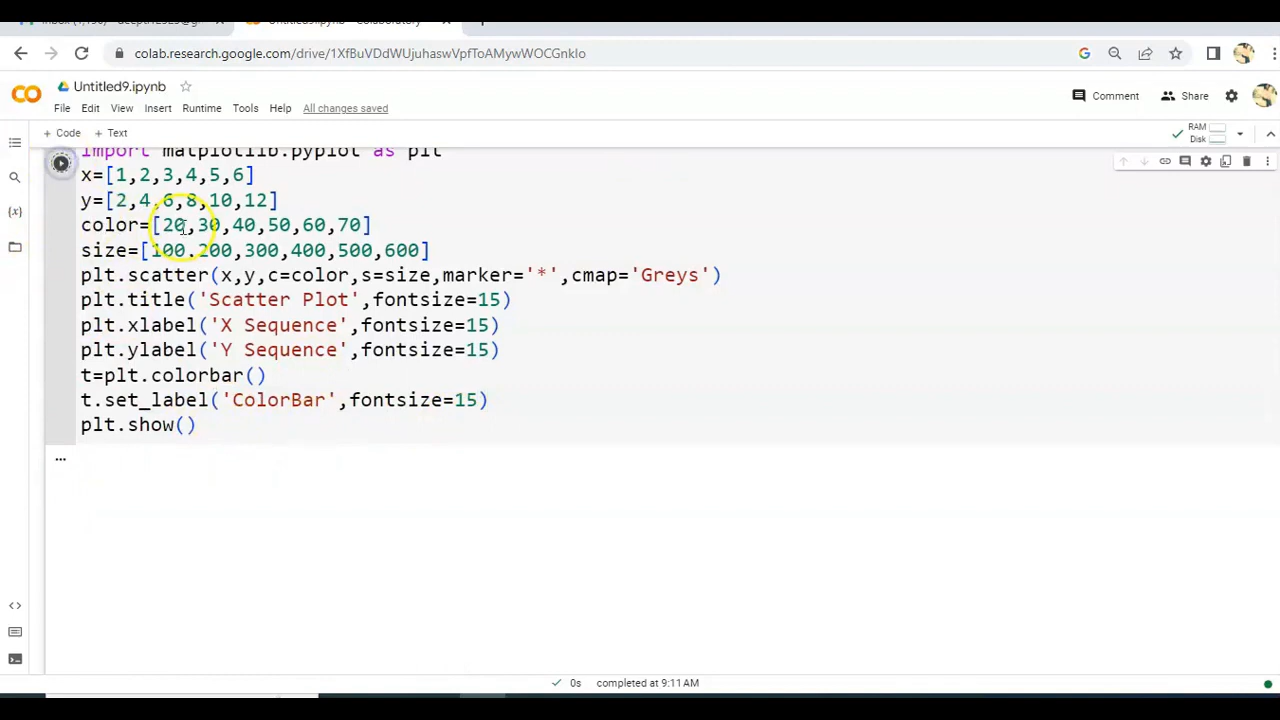 colab.research.google.com/drive/1XfBuVDdWUjuhaswVpfToAMywWOCGnkIo
Untitled9.ipynb
File Edit View Insert Runtime Tools Help All changes saved
Comment Share
+ Code + Text
RAM
Disk
import matplotlib.pyplot as plt
x=[1,2,3,4,5,6]
y=[2,4,6,8,10,12]
color=[20,30,40,50,60,70]
size=[100,200,300,400,500,600]
plt.scatter(x,y,c=color,s=size,marker='*',cmap='Greys')
plt.title('Scatter Plot',fontsize=15)
plt.xlabel('X Sequence',fontsize=15)
plt.ylabel('Y Sequence',fontsize=15)
t=plt.colorbar()
t.set_label('ColorBar',fontsize=15)
plt.show()
...
0s completed at 9:11 AM